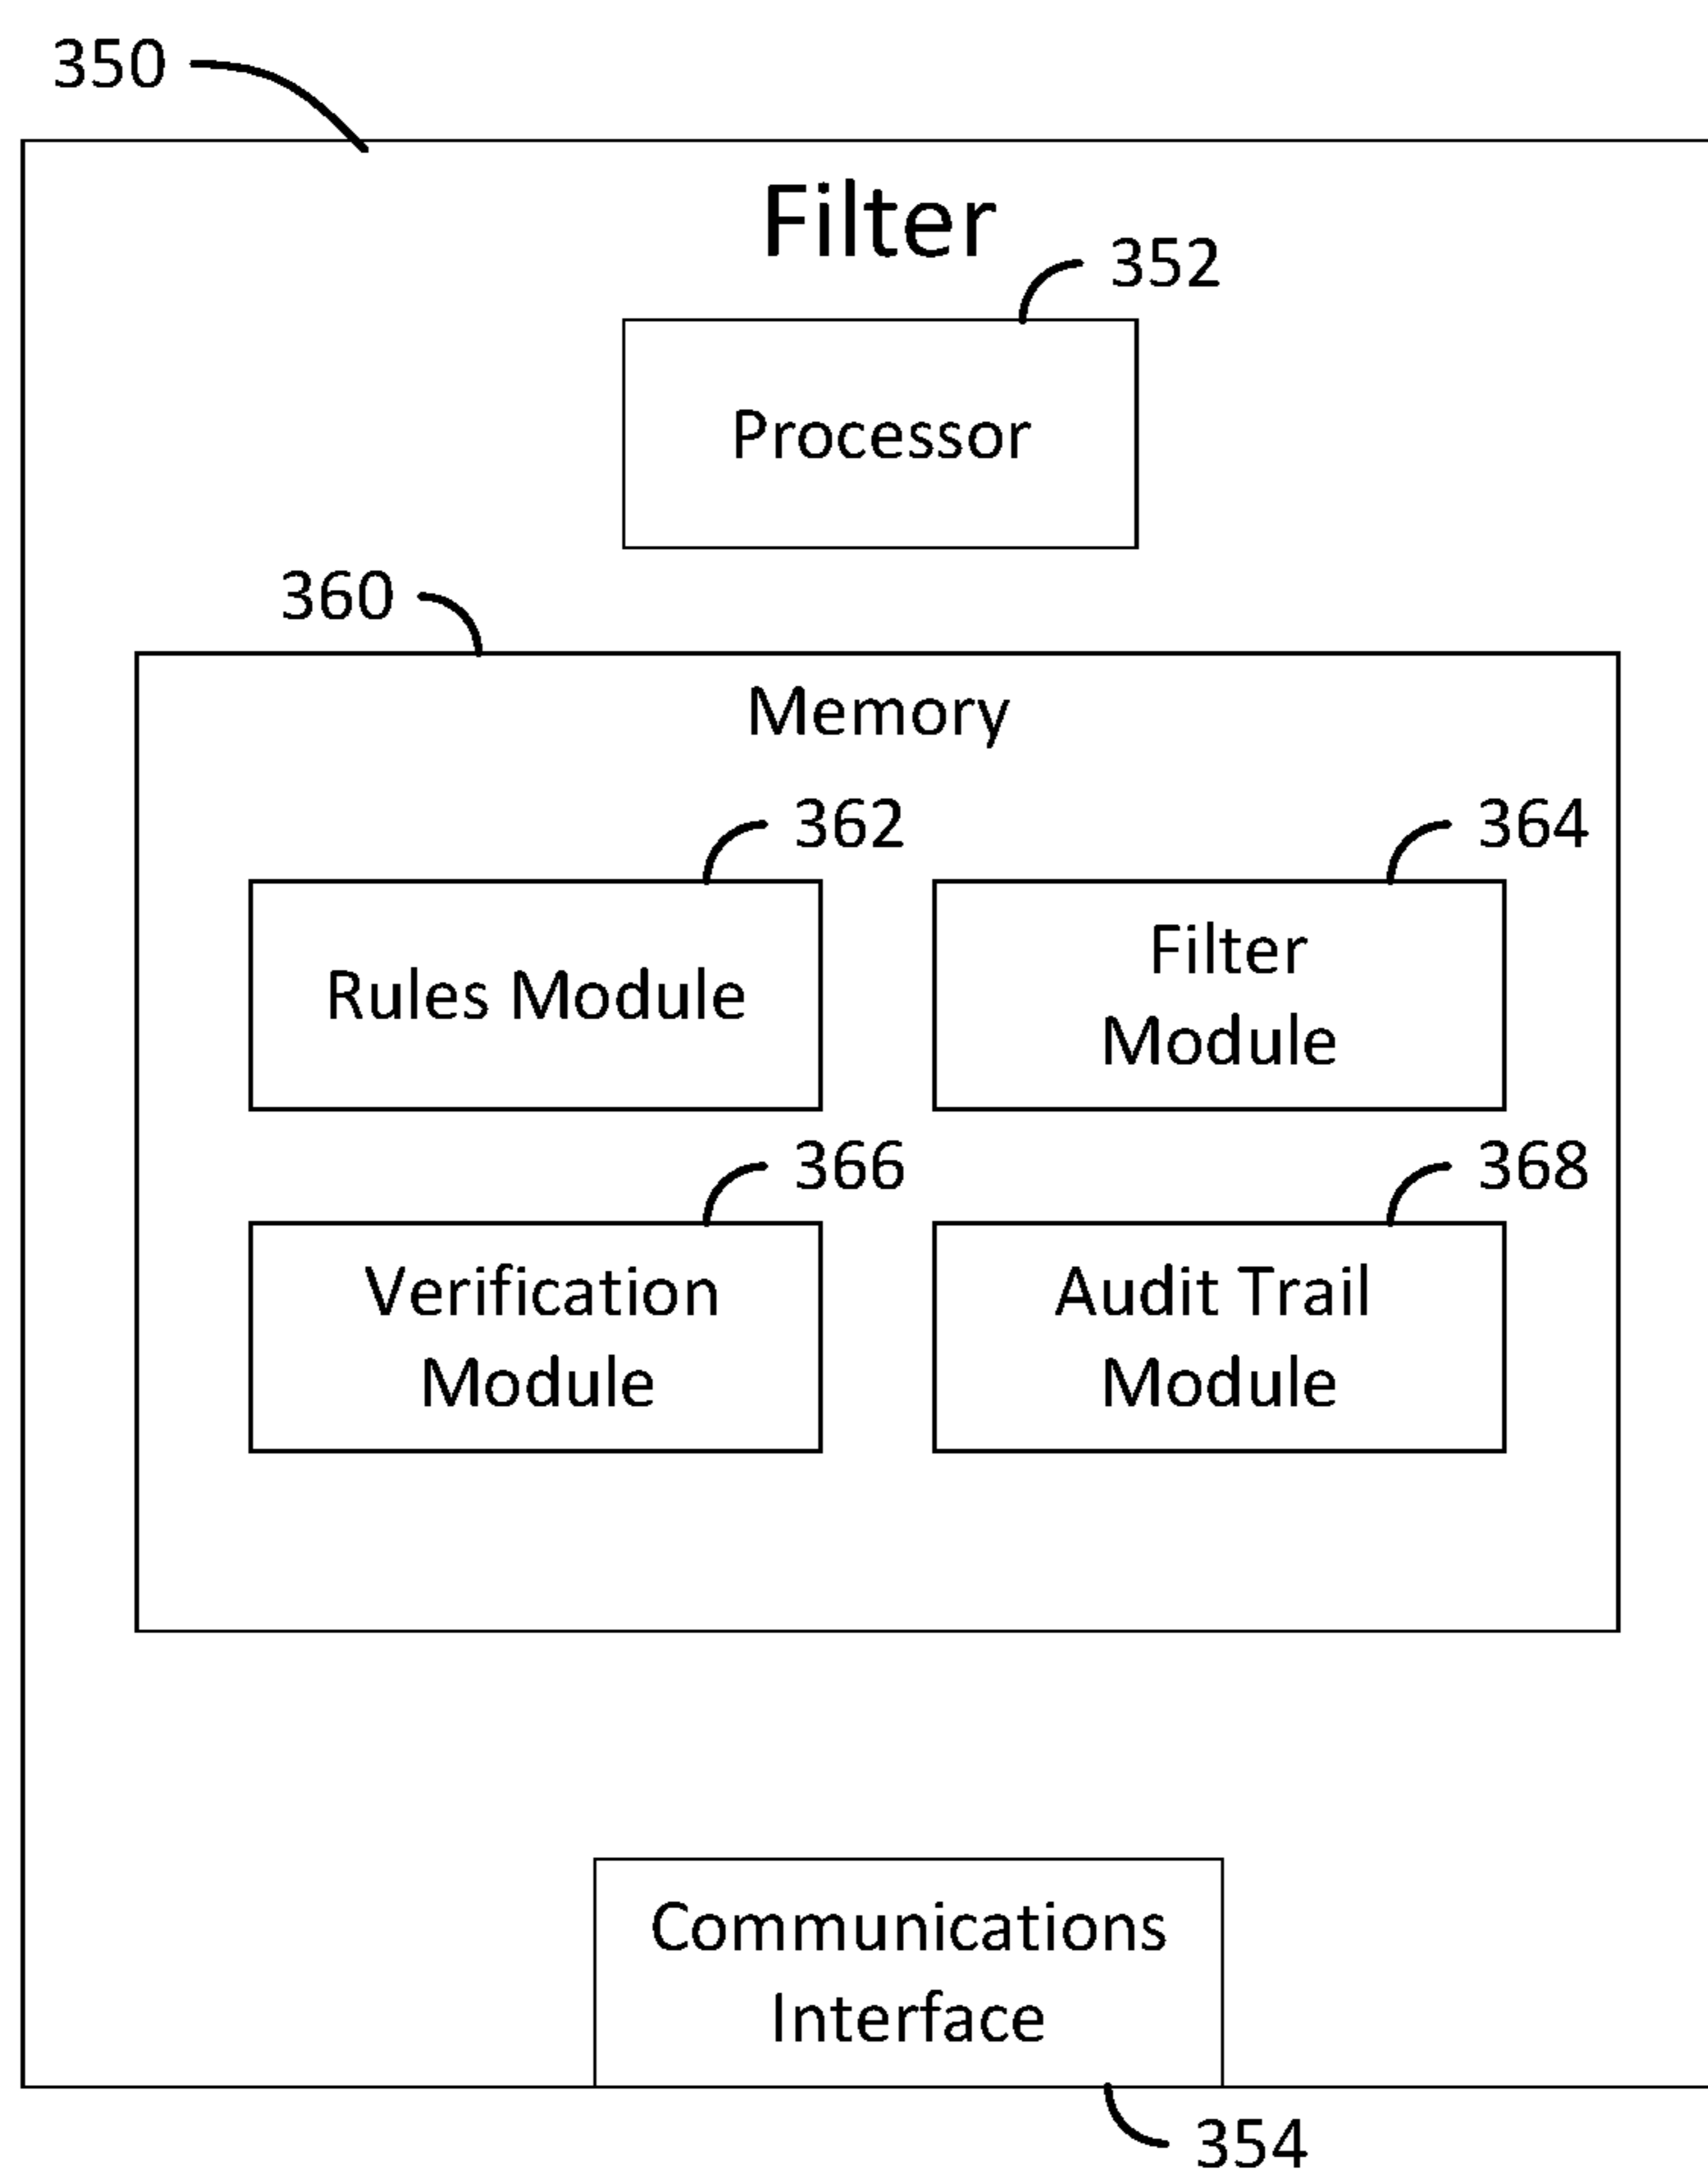 350
Filter
352
Processor
360
Memory
362
364
Rules Module
Filter
Module
366
368
Verification
Module
Audit Trail
Module
Communications
Interface
354